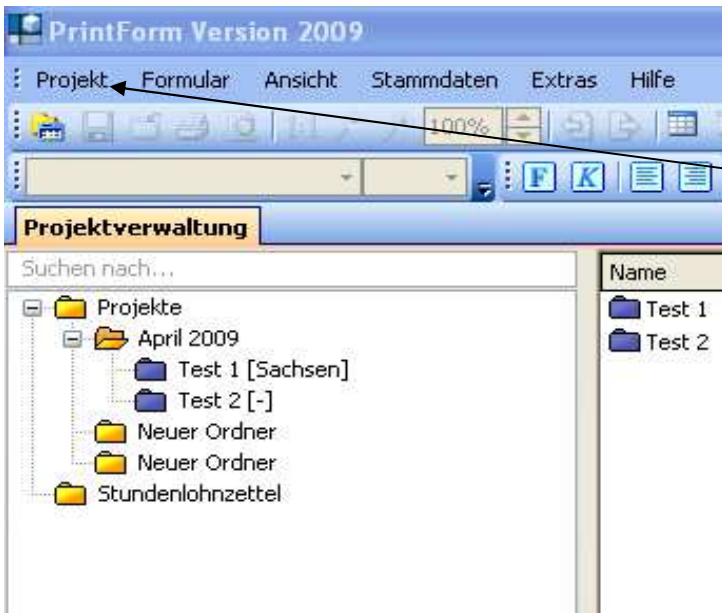 PrintForm Version 2009
Projekt Formular Ansicht Stammdaten Extras Hilfe
100%
F K
Projektverwaltung
Suchen nach...
Name
Projekte
April 2009
Test 1 [Sachsen]
Test 2 [-]
Neuer Ordner
Neuer Ordner
Stundenlohnzettel
Test 1
Test 2